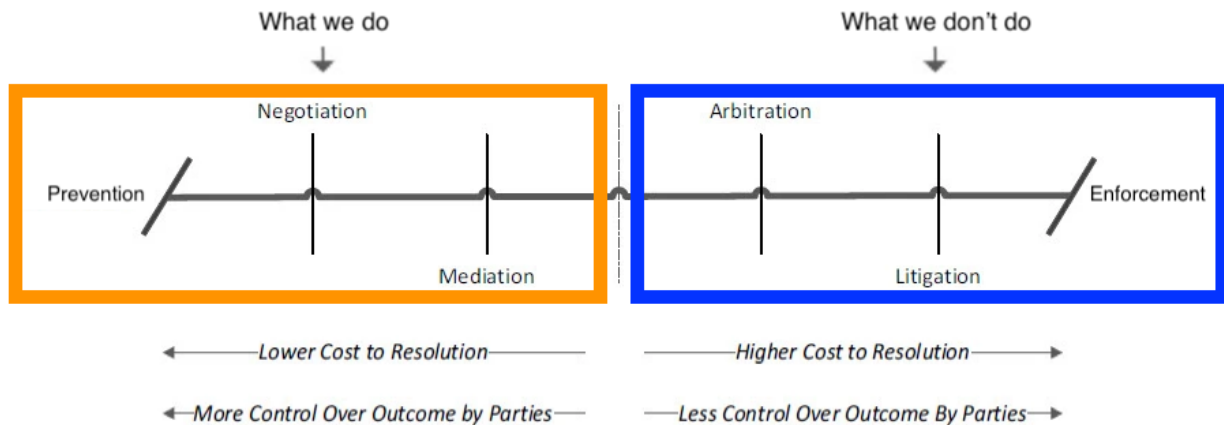 What we do
What we don't do
Negotiation
Arbitration
Prevention
Enforcement
Mediation
Litigation
Lower Cost to Resolution
Higher Cost to Resolution
More Control Over Outcome by Parties
Less Control Over Outcome By Parties